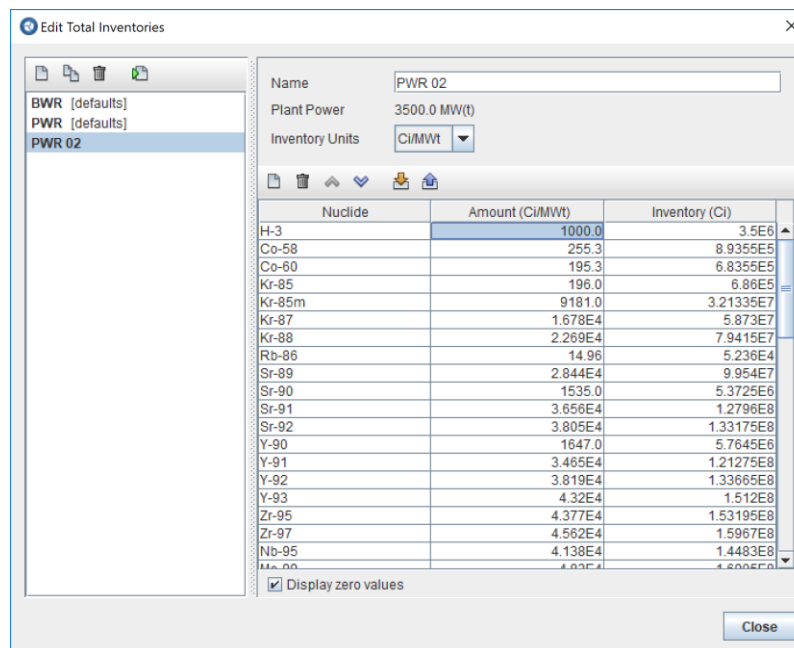 Edit Total Inventories
BWR [defaults]
PWR [defaults]
PWR 02
Name PWR 02
Plant Power 3500.0 MW(t)
Inventory Units Ci/MWt
Nuclide Amount (Ci/MWt) Inventory (Ci)
H-3 1000.0 3.5E6
Co-58 255.3 8.9355E5
Co-60 195.3 6.8355E5
Kr-85 196.0 6.86E5
Kr-85m 9181.0 3.21335E7
Kr-87 1.678E4 5.873E7
Kr-88 2.269E4 7.9415E7
Rb-86 14.96 5.236E4
Sr-89 2.844E4 9.954E7
Sr-90 1535.0 5.3725E6
Sr-91 3.656E4 1.2796E8
Sr-92 3.805E4 1.33175E8
Y-90 1647.0 5.7645E6
Y-91 3.465E4 1.21275E8
Y-92 3.819E4 1.33665E8
Y-93 4.32E4 1.512E8
Zr-95 4.377E4 1.53195E8
Zr-97 4.562E4 1.5967E8
Nb-95 4.138E4 1.4483E8
Display zero values
Close